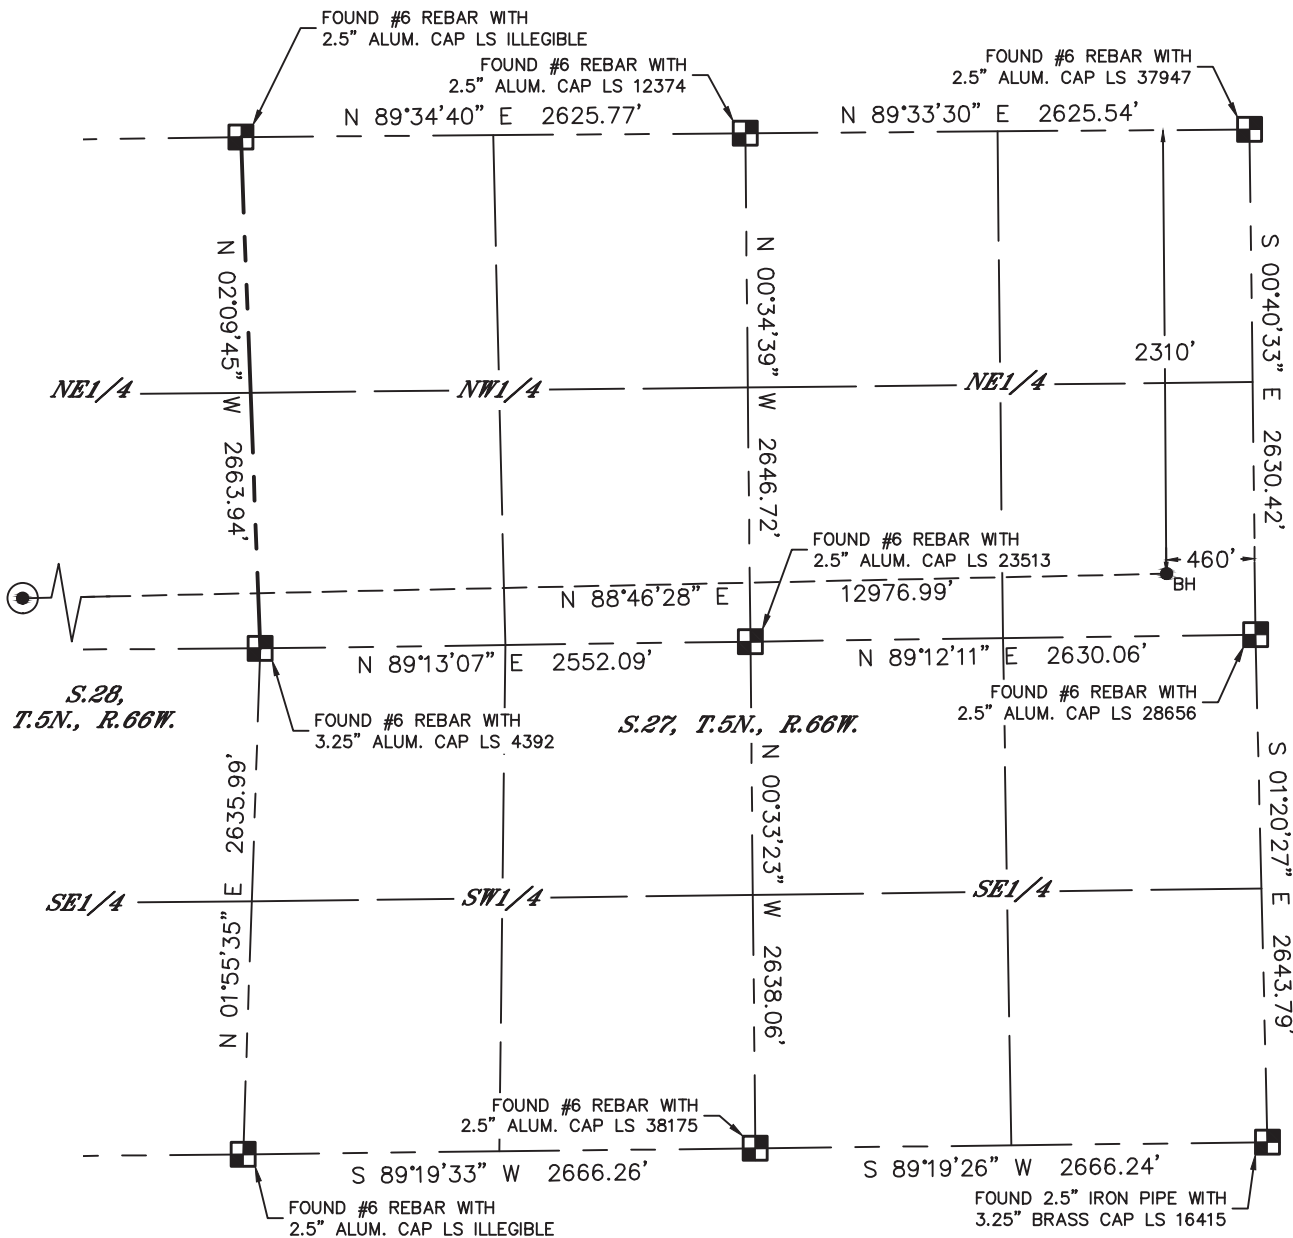 FOUND #6 REBAR WITH
2.5" ALUM. CAP LS ILLEGIBLE
FOUND #6 REBAR WITH
2.5" ALUM. CAP LS 12374
FOUND #6 REBAR WITH
2.5" ALUM. CAP LS 37947
N 89°34'40" E 2625.77'
N 89°33'30" E 2625.54'
N 02°09'45" W 2663.94'
N 00°34'39" W 2646.72'
S 00°40'33" E 2630.42'
2310'
NE1/4
NW1/4
NE1/4
FOUND #6 REBAR WITH
2.5" ALUM. CAP LS 23513
460'
BH
N 88°46'28" E 12976.99'
N 89°13'07" E 2552.09'
N 89°12'11" E 2630.06'
S.28,
T.5N., R.66W.
FOUND #6 REBAR WITH
3.25" ALUM. CAP LS 4392
S.27, T.5N., R.66W.
FOUND #6 REBAR WITH
2.5" ALUM. CAP LS 28656
N 01°55'35" E 2635.99'
N 00°33'23" W 2638.06'
S 01°20'27" E 2643.79'
SE1/4
SW1/4
SE1/4
FOUND #6 REBAR WITH
2.5" ALUM. CAP LS 38175
S 89°19'33" W 2666.26'
S 89°19'26" W 2666.24'
FOUND #6 REBAR WITH
2.5" ALUM. CAP LS ILLEGIBLE
FOUND 2.5" IRON PIPE WITH
3.25" BRASS CAP LS 16415